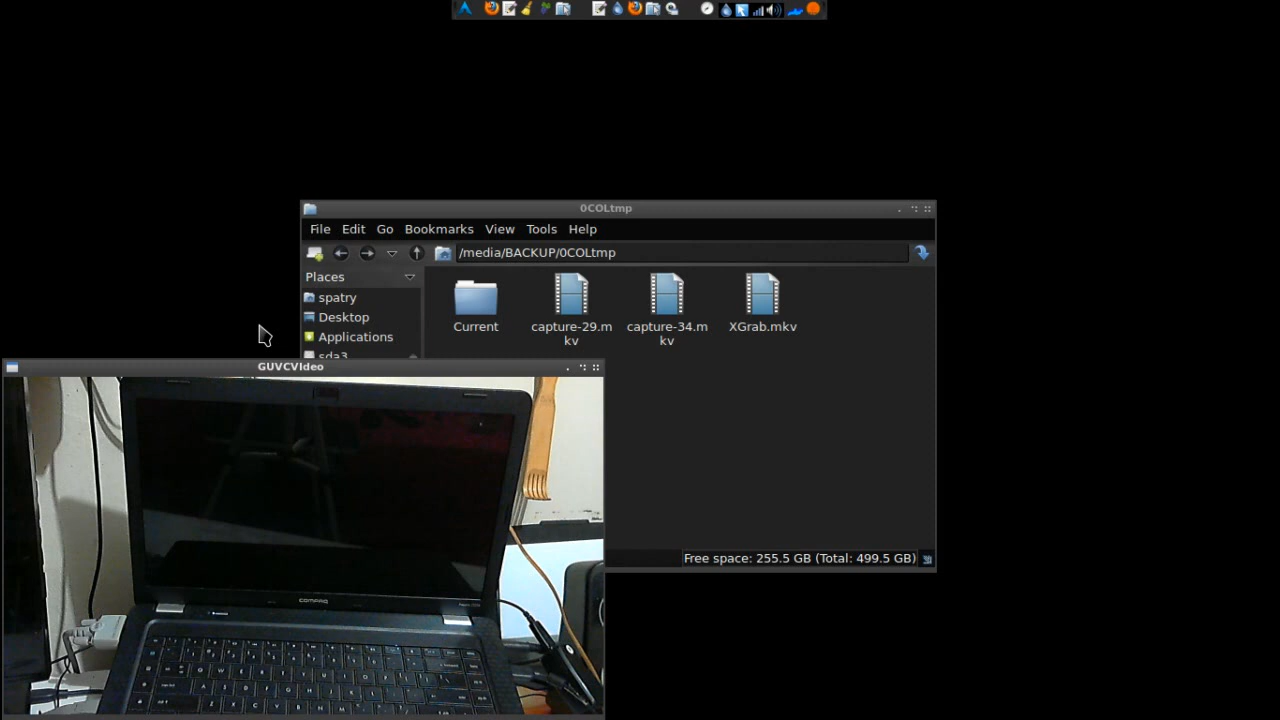 0COLtmp
File Edit Go Bookmarks View Tools Help
/media/BACKUP/0COLtmp
Places
spatry
Desktop
Applications
sda3
Current
capture-29.m
kv
capture-34.m
kv
XGrab.mkv
Free space: 255.5 GB (Total: 499.5 GB)
GUVCVIdeo
COMPAQ